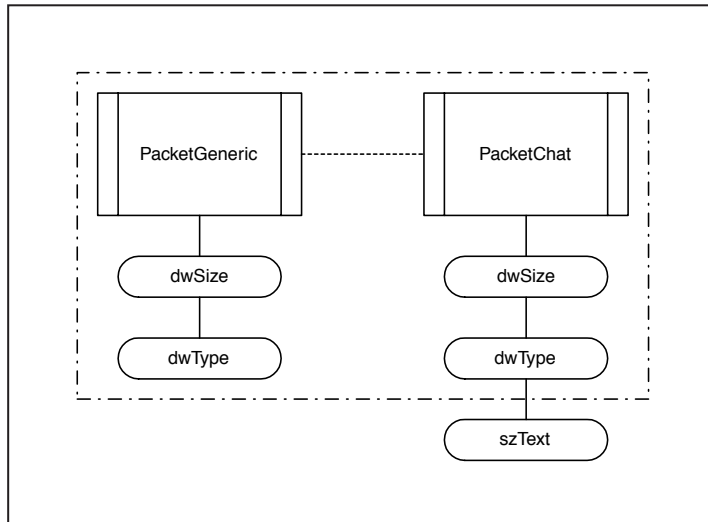 PacketGeneric
PacketChat
dwSize
dwSize
dwType
dwType
szText